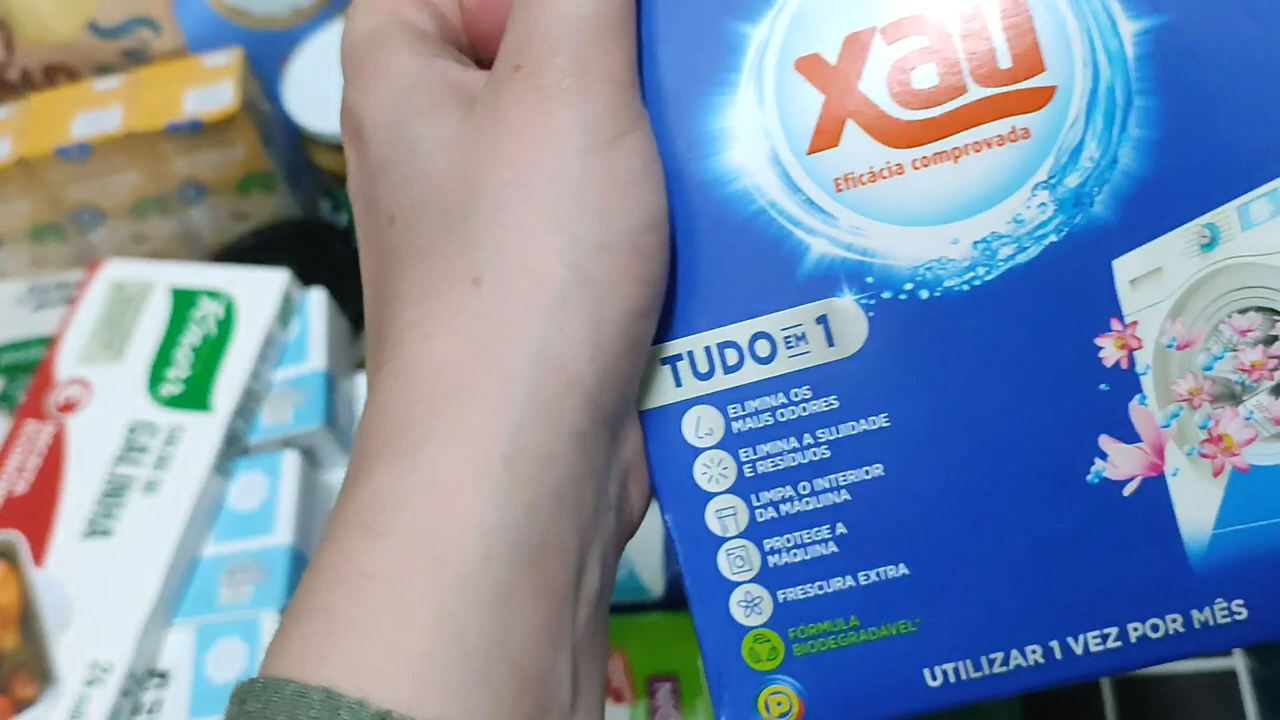 xau
Eficácia comprovada
TUDO EM 1
ELIMINA OS
MAUS ODORES
ELIMINA A SUJIDADE
E RESÍDUOS
LIMPA O INTERIOR
DA MÁQUINA
PROTEGE A
MÁQUINA
FRESCURA EXTRA
FÓRMULA
BIODEGRADÁVEL*
UTILIZAR 1 VEZ POR MÊS
P
Knorr
GALINHA
24